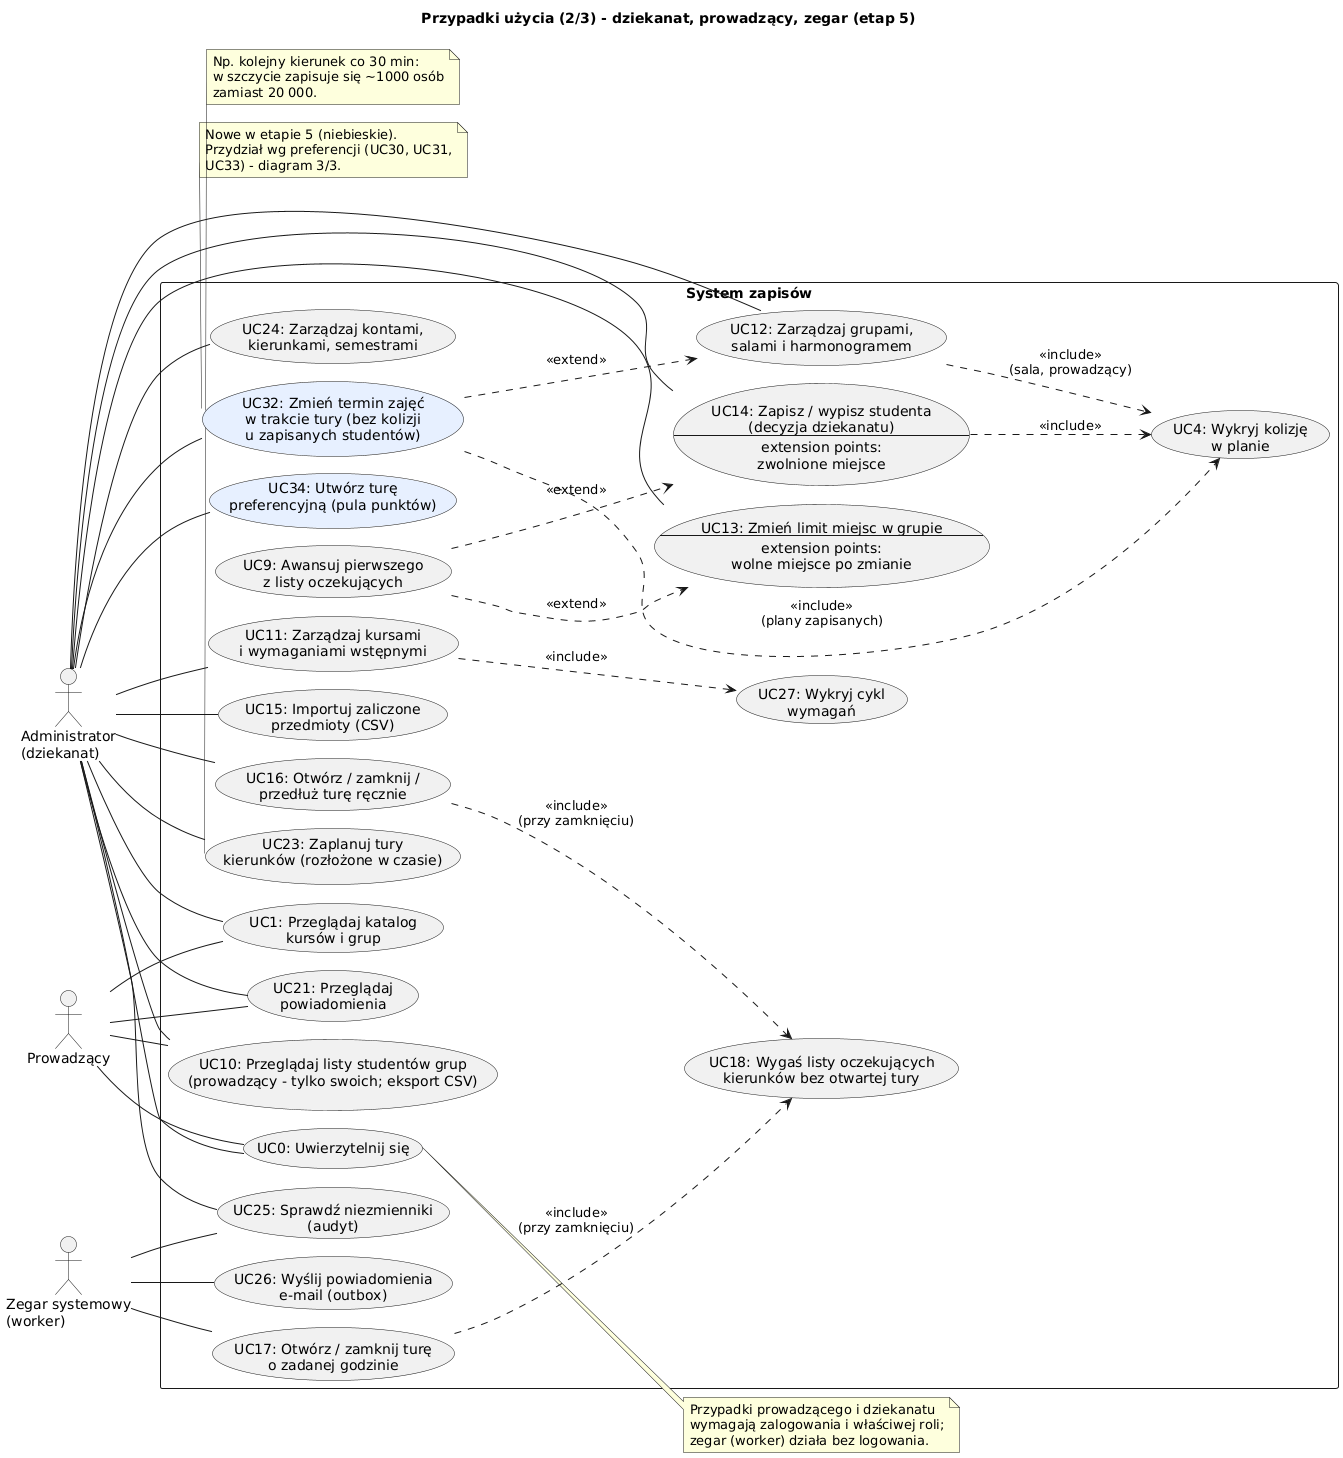 Przypadki użycia (2/3) - dziekanat, prowadzący, zegar (etap 5)
Np. kolejny kierunek co 30 min:
w szczycie zapisuje się ~1000 osób
zamiast 20 000.
Nowe w etapie 5 (niebieskie).
Przydział wg preferencji (UC30, UC31,
UC33) - diagram 3/3.
System zapisów
UC24: Zarządzaj kontami,
kierunkami, semestrami
UC12: Zarządzaj grupami,
salami i harmonogramem
«extend»
«include»
(sala, prowadzący)
UC32: Zmień termin zajęć
w trakcie tury (bez kolizji
u zapisanych studentów)
UC14: Zapisz / wypisz studenta
(decyzja dziekanatu)
extension points:
zwolnione miejsce
«include»
UC4: Wykryj kolizję
w planie
UC34: Utwórz turę
preferencyjną (pula punktów)
«extend»
UC13: Zmień limit miejsc w grupie
extension points:
wolne miejsce po zmianie
UC9: Awansuj pierwszego
z listy oczekujących
«extend»
«include»
(plany zapisanych)
UC11: Zarządzaj kursami
i wymaganiami wstępnymi
«include»
UC27: Wykryj cykl
wymagań
Administrator
(dziekanat)
UC15: Importuj zaliczone
przedmioty (CSV)
UC16: Otwórz / zamknij /
przedłuż turę ręcznie
«include»
(przy zamknięciu)
UC23: Zaplanuj tury
kierunków (rozłożone w czasie)
UC1: Przeglądaj katalog
kursów i grup
UC21: Przeglądaj
powiadomienia
Prowadzący
UC10: Przeglądaj listy studentów grup
(prowadzący - tylko swoich; eksport CSV)
UC18: Wygaś listy oczekujących
kierunków bez otwartej tury
UC0: Uwierzytelnij się
UC25: Sprawdź niezmienniki
(audyt)
«include»
(przy zamknięciu)
Zegar systemowy
(worker)
UC26: Wyślij powiadomienia
e-mail (outbox)
UC17: Otwórz / zamknij turę
o zadanej godzinie
Przypadki prowadzącego i dziekanatu
wymagają zalogowania i właściwej roli;
zegar (worker) działa bez logowania.